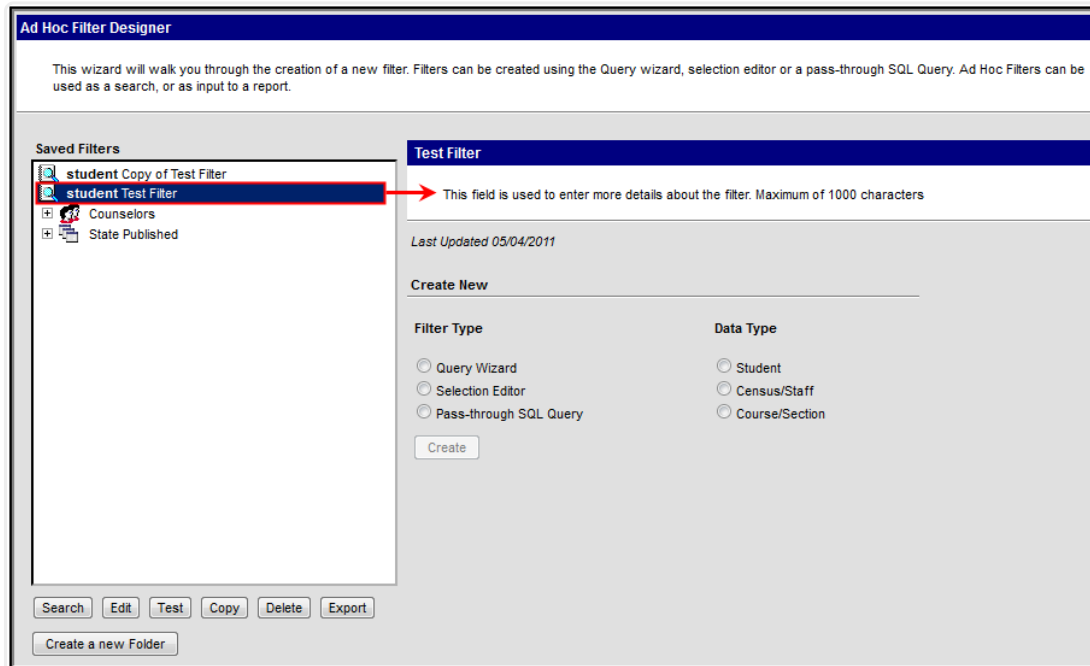 Ad Hoc Filter Designer
This wizard will walk you through the creation of a new filter. Filters can be created using the Query wizard, selection editor or a pass-through SQL Query. Ad Hoc Filters can be
used as a search, or as input to a report.
Saved Filters
student Copy of Test Filter
student Test Filter
Counselors
State Published
Test Filter
This field is used to enter more details about the filter. Maximum of 1000 characters
Last Updated 05/04/2011
Create New
Filter Type
Data Type
Query Wizard
Student
Selection Editor
Census/Staff
Pass-through SQL Query
Course/Section
Create
Search Edit Test Copy Delete Export
Create a new Folder